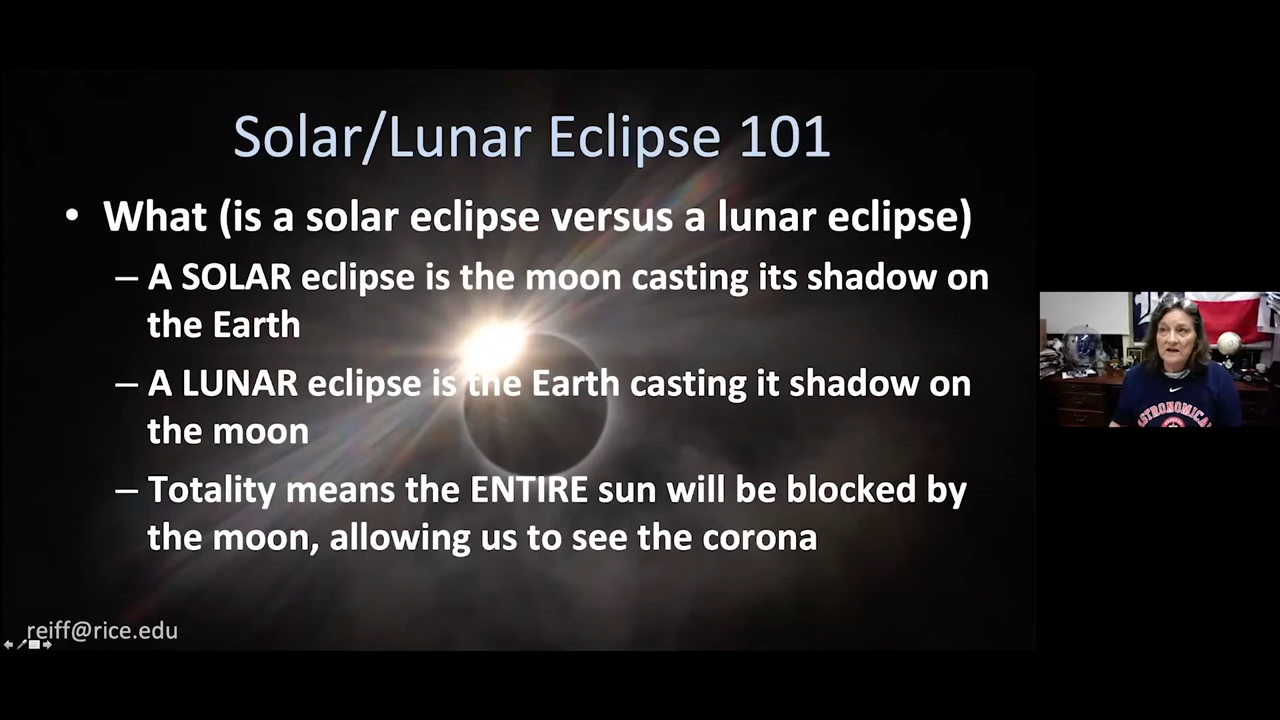 Solar/Lunar Eclipse 101
• What (is a solar eclipse versus a lunar eclipse)
– A SOLAR eclipse is the moon casting its shadow on
the Earth
– A LUNAR eclipse is the Earth casting it shadow on
the moon
– Totality means the ENTIRE sun will be blocked by
the moon, allowing us to see the corona
reiff@rice.edu
ASTRONOMICAL